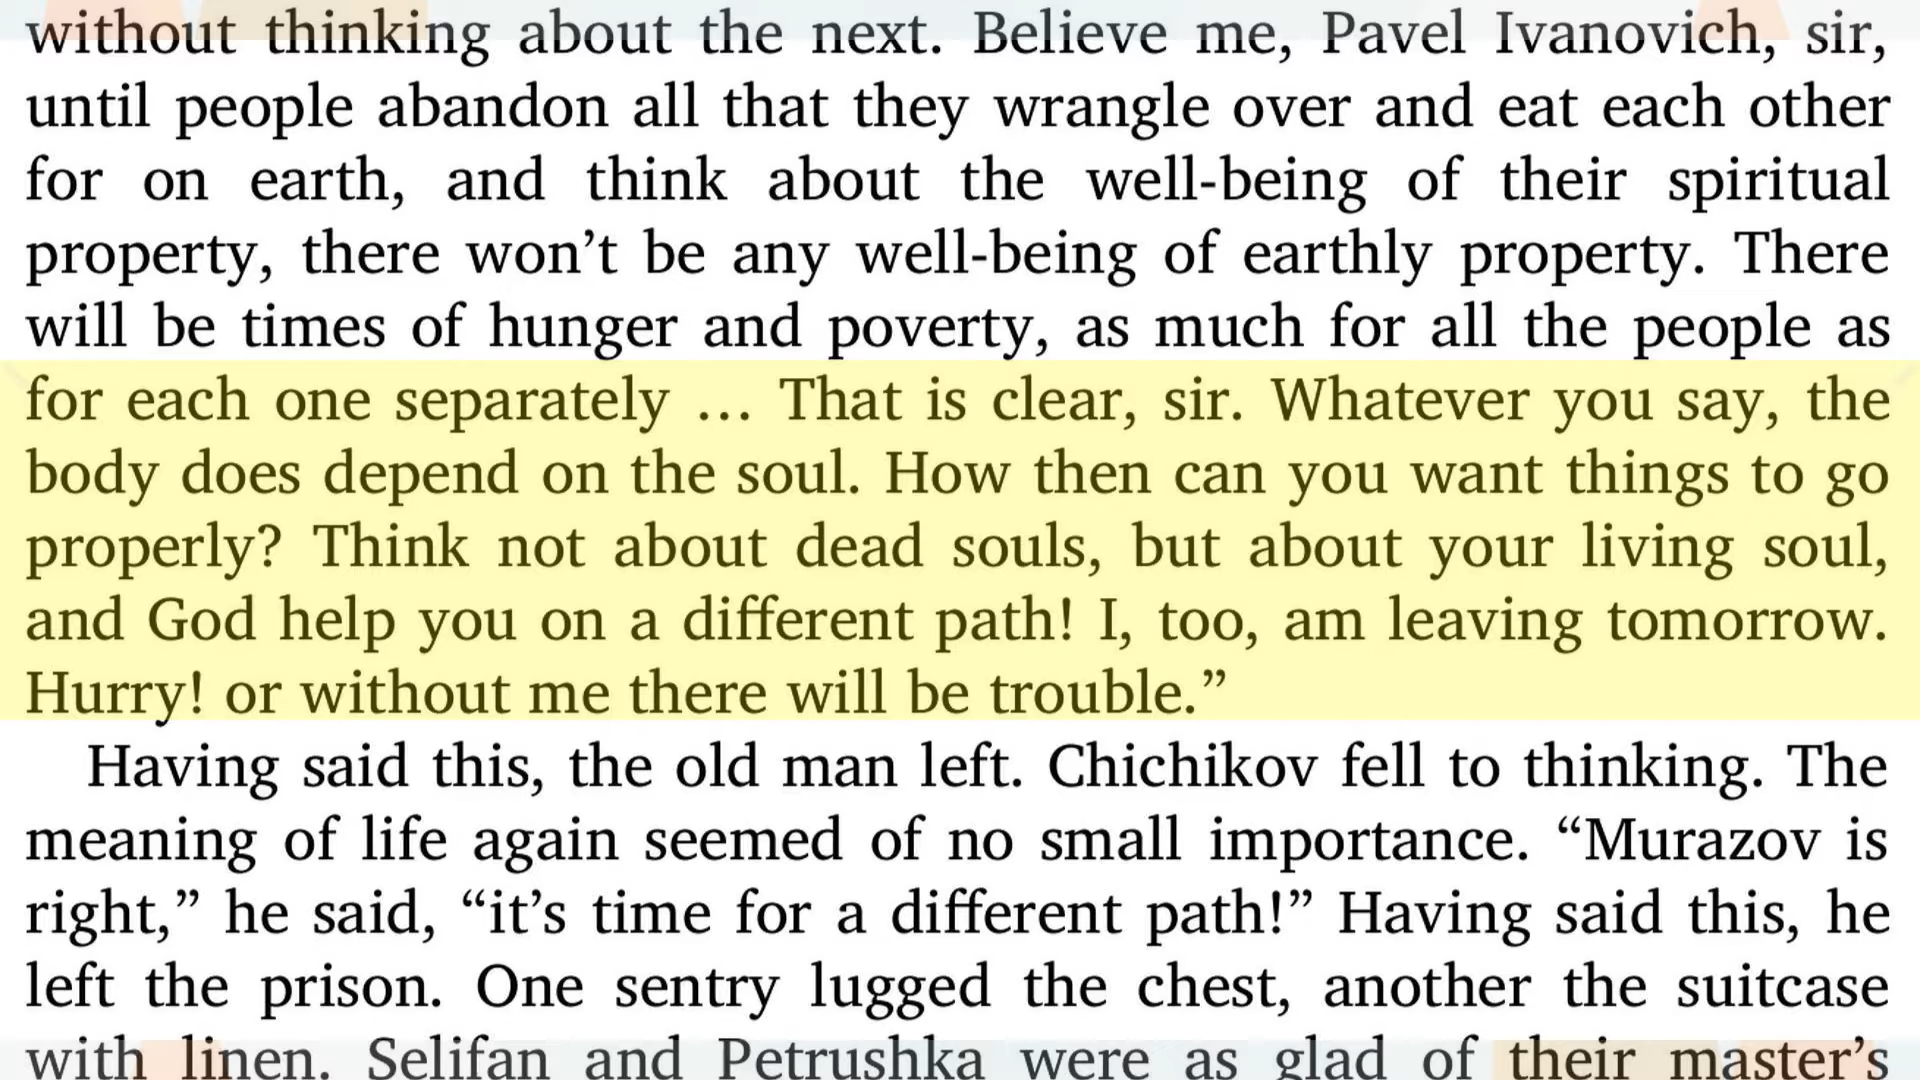 without thinking about the next. Believe me, Pavel Ivanovich, sir,
until people abandon all that they wrangle over and eat each other
for on earth, and think about the well-being of their spiritual
property, there won’t be any well-being of earthly property. There
will be times of hunger and poverty, as much for all the people as
for each one separately … That is clear, sir. Whatever you say, the
body does depend on the soul. How then can you want things to go
properly? Think not about dead souls, but about your living soul,
and God help you on a different path! I, too, am leaving tomorrow.
Hurry! or without me there will be trouble.”
Having said this, the old man left. Chichikov fell to thinking. The
meaning of life again seemed of no small importance. “Murazov is
right,” he said, “it’s time for a different path!” Having said this, he
left the prison. One sentry lugged the chest, another the suitcase
with linen. Selifan and Petrushka were as glad of their master’s